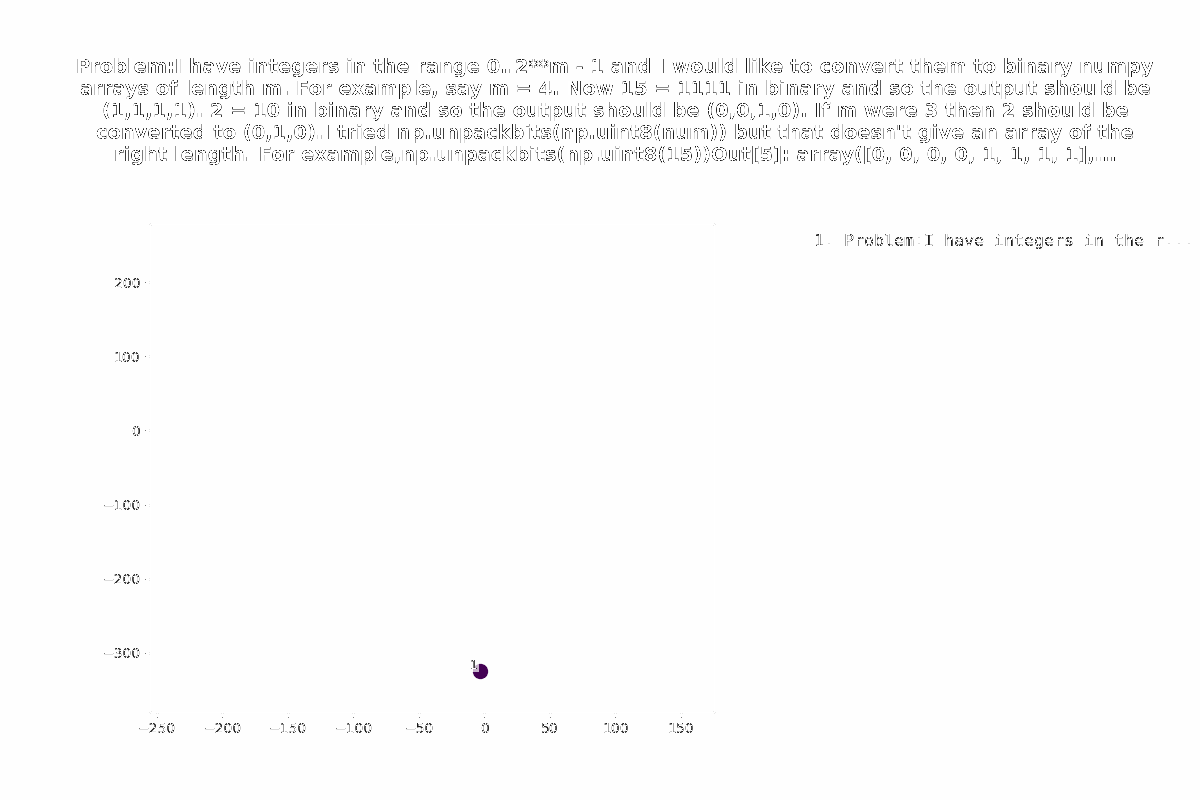 Problem:I have integers in the range 0..2**m - 1 and I would like to convert them to binary numpy
arrays of length m. For example, say m = 4. Now 15 = 1111 in binary and so the output should be
(1,1,1,1). 2 = 10 in binary and so the output should be (0,0,1,0). If m were 3 then 2 should be
converted to (0,1,0).I tried np.unpackbits(np.uint8(num)) but that doesn't give an array of the
right length. For example,np.unpackbits(np.uint8(15))Out[5]: array([0, 0, 0, 0, 1, 1, 1, 1],...
1. Problem:I have integers in the r...
200
100
0
−100
−200
−300
1
−250 −200 −150 −100 −50 0 50 100 150